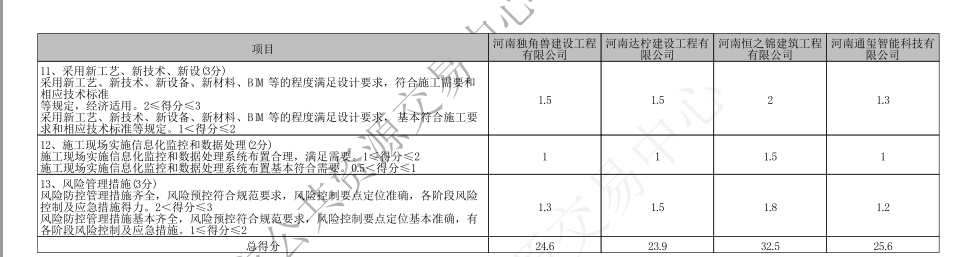 项目
河南独角兽建设工程有限公司
河南达柠建设工程有限公司
河南恒之锦建筑工程有限公司
河南通玺智能科技有限公司
11、采用新工艺、新技术、新设(3分)
采用新工艺、新技术、新设备、新材料、BIM 等的程度满足设计要求，符合施工需要和
相应技术标准
等规定，经济适用。2≤得分≤3
采用新工艺、新技术、新设备、新材料、BIM 等的程度满足设计要求， 基本符合施工要
求和相应技术标准等规定。1＜得分≤2
1.5
1.5
2
1.3
12、施工现场实施信息化监控和数据处理(2分)
施工现场实施信息化监控和数据处理系统布置合理，满足需要。1≤得分≤2
施工现场实施信息化监控和数据处理系统布置基本符合需要。0.5≤得分≤1
1
1
1.5
1
13、风险管理措施(3分)
风险防控管理措施齐全，风险预控符合规范要求，风险控制要点定位准确，各阶段风险
控制及应急措施得力。2＜得分≤3
风险防控管理措施基本齐全，风险预控符合规范要求，风险控制要点定位基本准确，有
各阶段风险控制及应急措施。1≤得分≤2
1.3
1.5
1.8
1.2
总得分
24.6
23.9
32.5
25.6
公共资源交易中心
交易中心